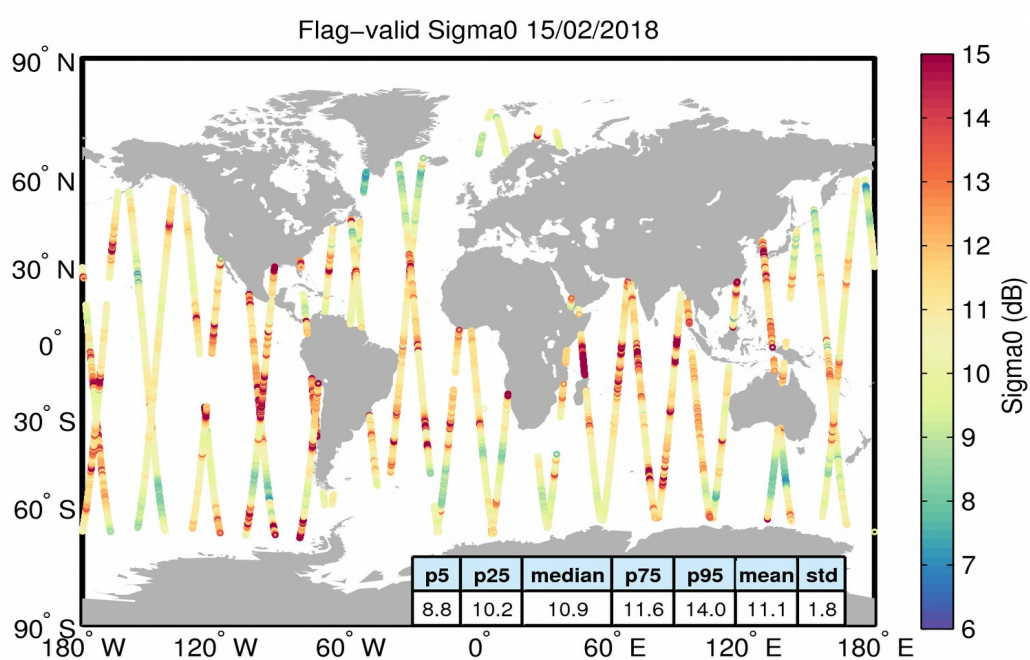 Flag−valid Sigma0 15/02/2018
90° N
60° N
30° N
0°
30° S
60° S
90° S
180° W
120° W
60° W
0°
60° E
120° E
180° E
15
14
13
12
11
10
9
8
7
6
Sigma0 (dB)
p5 p25 median p75 p95 mean std
8.8 10.2 10.9 11.6 14.0 11.1 1.8